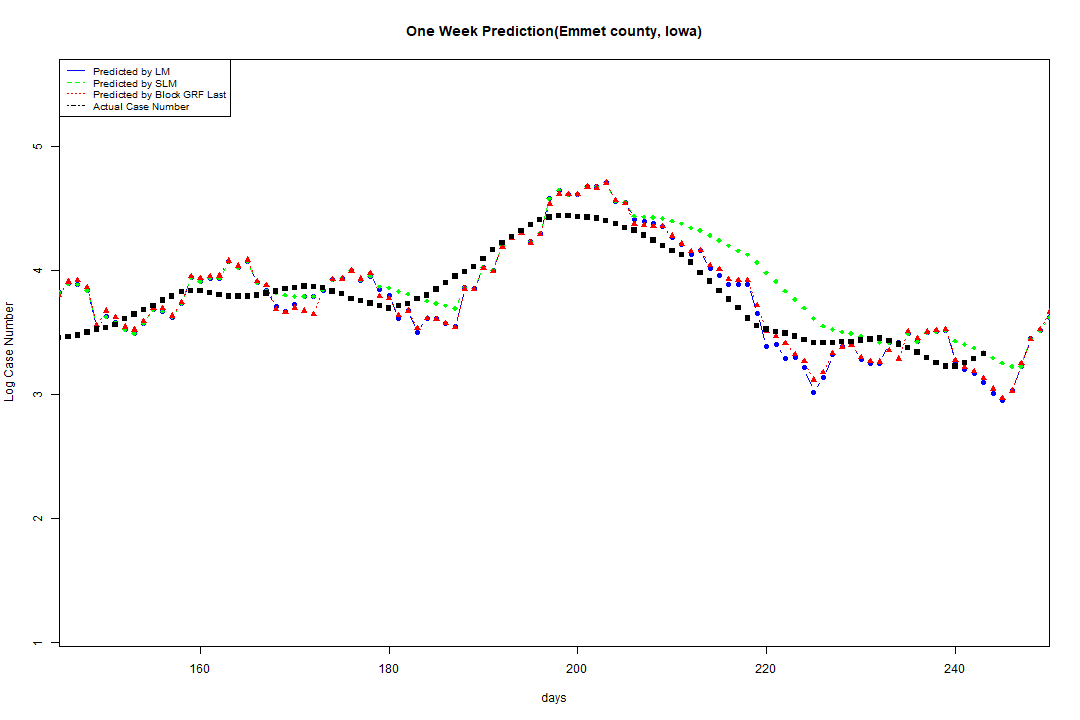 One Week Prediction(Emmet county, Iowa)
Predicted by LM
Predicted by SLM
Predicted by Block GRF Last
Actual Case Number
5
4
3
2
1
Log Case Number
160 180 200 220 240
days